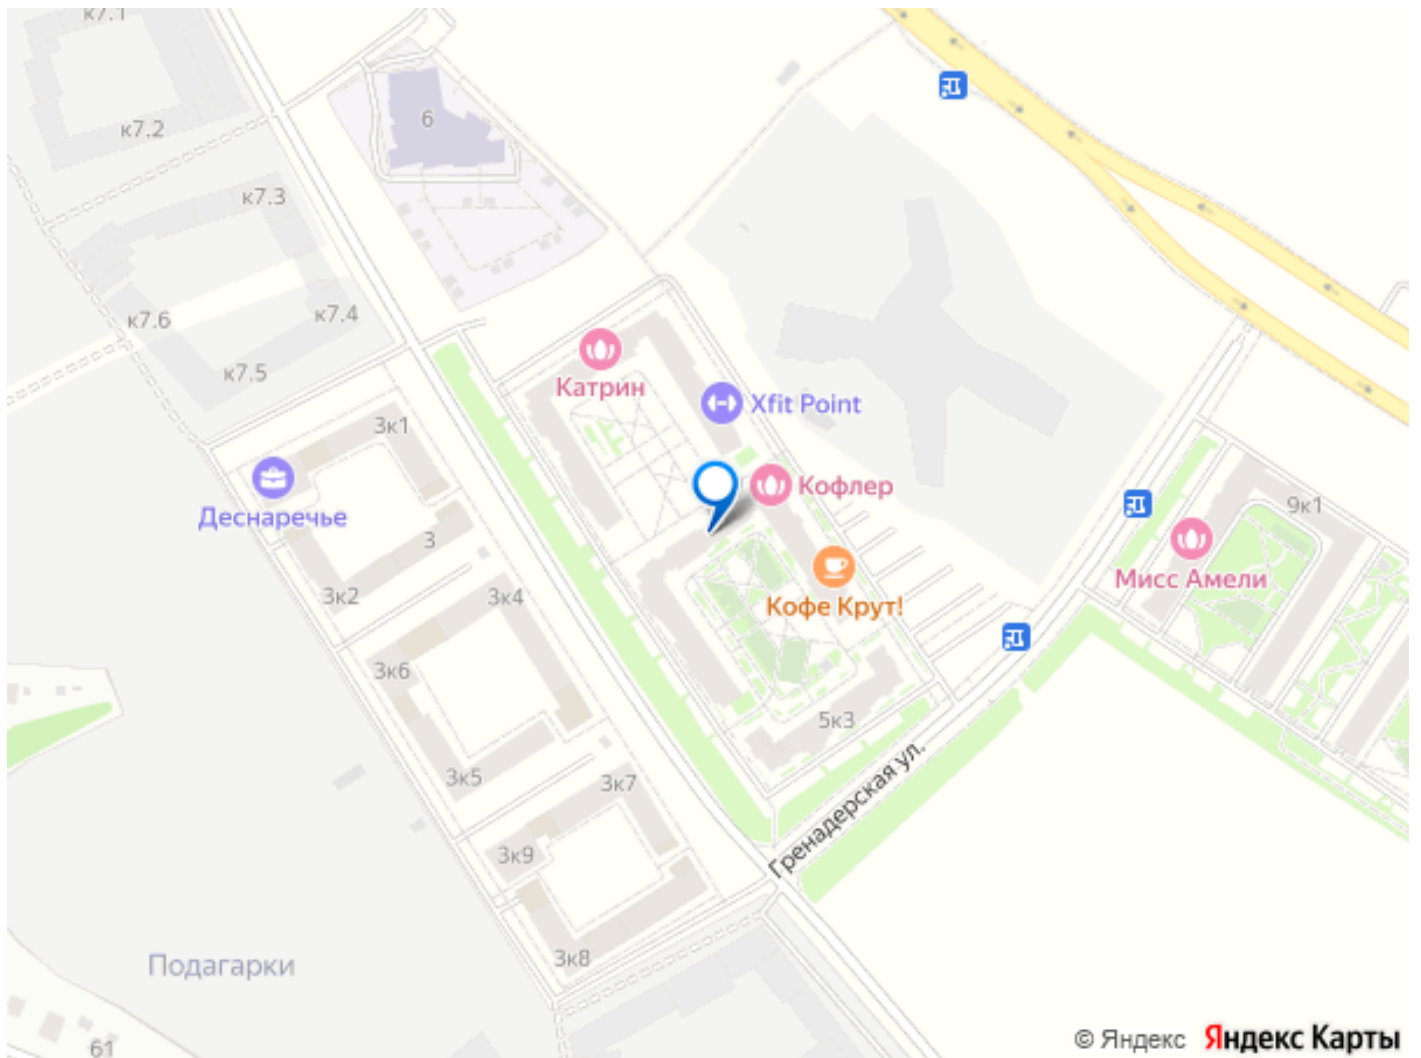 к7.1
6
к7.2
к7.3
к7.4
к7.6
к7.5
Катрин
Xfit Point
3к1
Кофлер
Деснаречье
3
9к1
Мисс Амели
3к2
3к4
Кофе Крут!
3к6
5к3
3к5
3к7
Гренадерская ул.
3к9
3к8
Подагарки
61
© Яндекс Яндекс Карты